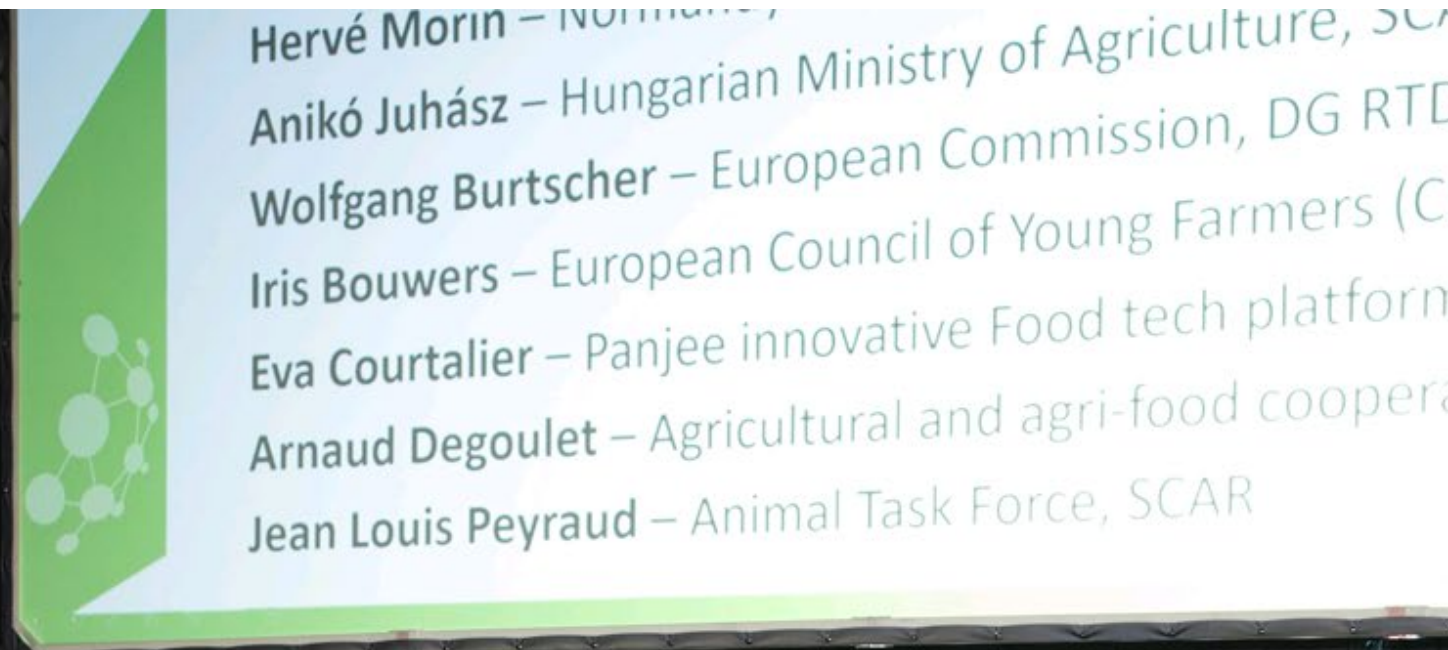 Hervé Morin –
Anikó Juhász – Hungarian Ministry of Agriculture,
Wolfgang Burtscher – European Commission, DG RTD
Iris Bouwers – European Council of Young Farmers (C
Eva Courtalier – Panjee innovative Food tech platform
Arnaud Degoulet – Agricultural and agri-food
Jean Louis Peyraud – Animal Task Force, SCAR